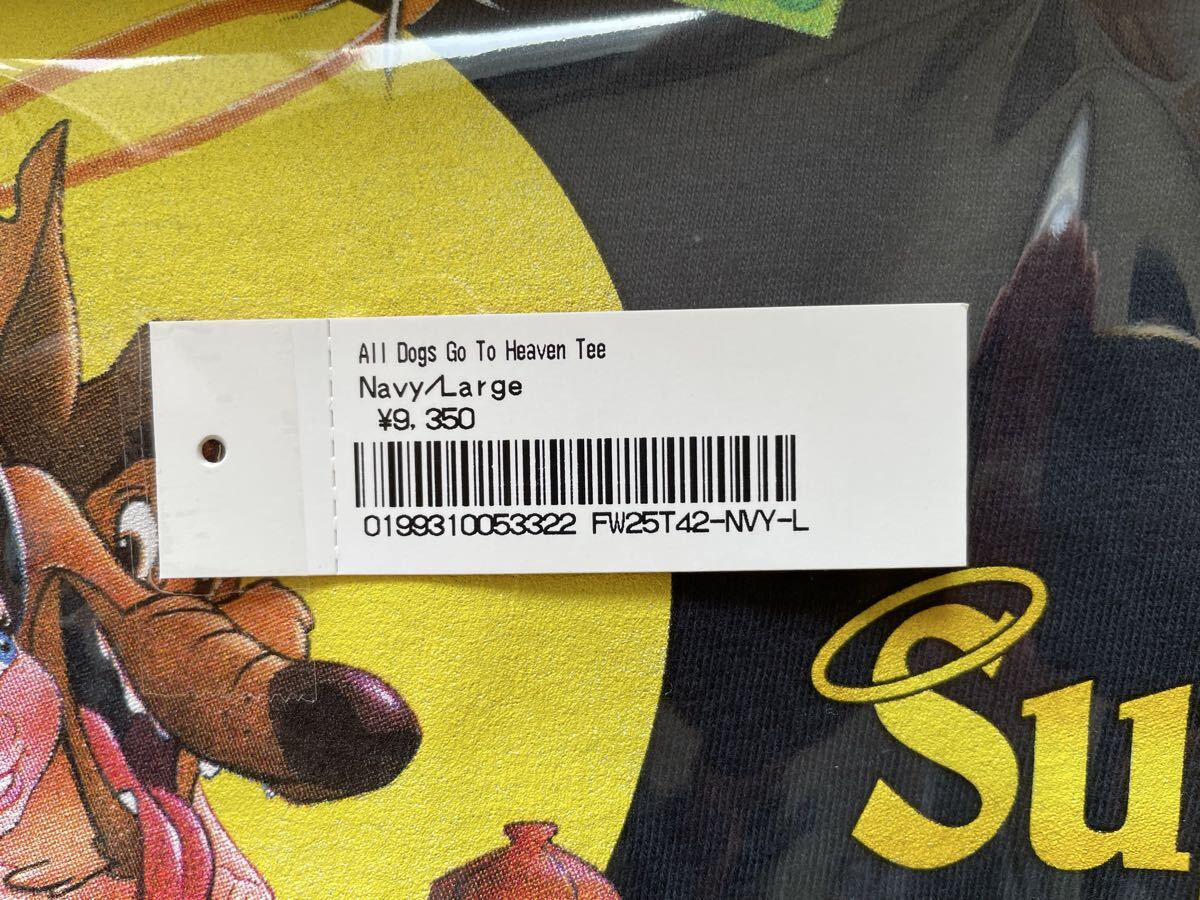 All Dogs Go To Heaven Tee
Navy/Large
¥9,350
0199310053322 FW25T42-NVY-L
Su